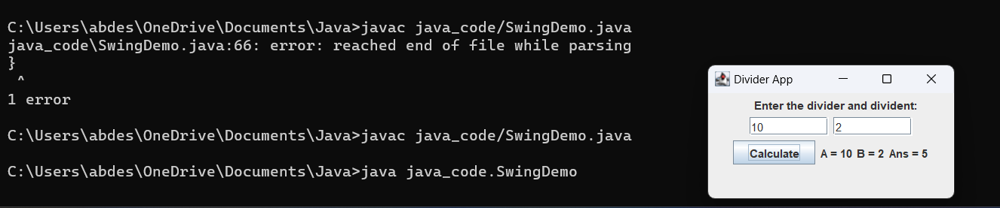 C:\Users\abdes\OneDrive\Documents\Java>javac java_code/SwingDemo.java
java_code\SwingDemo.java:66: error: reached end of file while parsing
}
^
1 error
C:\Users\abdes\OneDrive\Documents\Java>javac java_code/SwingDemo.java
C:\Users\abdes\OneDrive\Documents\Java>java java_code.SwingDemo
Divider App
Enter the divider and divident:
10 2
Calculate A = 10 B = 2 Ans = 5